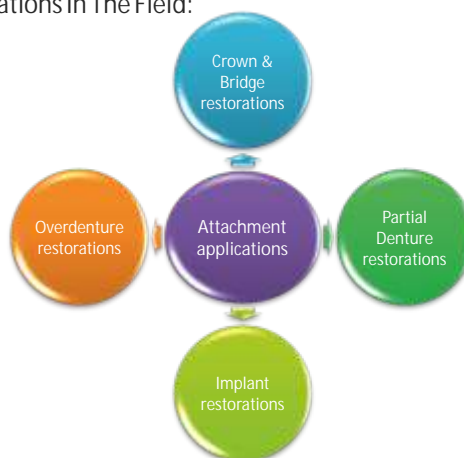 ations In The Field:
Crown &
Bridge
restorations
Overdenture
restorations
Attachment
applications
Partial
Denture
restorations
Implant
restorations